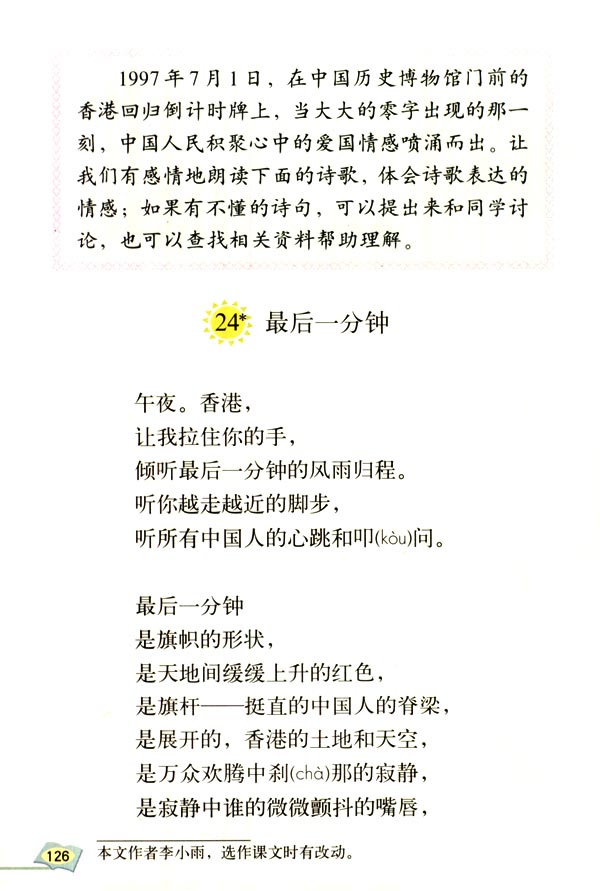 1997年7月1日，在中国历史博物馆门前的
香港回归倒计时牌上，当大大的零字出现的那一
刻，中国人民积聚心中的爱国情感喷涌而出。让
我们有感情地朗读下面的诗歌，体会诗歌表达的
情感；如果有不懂的诗句，可以提出来和同学讨
论，也可以查找相关资料帮助理解。
24* 最后一分钟
午夜。香港，
让我拉住你的手，
倾听最后一分钟的风雨归程。
听你越走越近的脚步，
听所有中国人的心跳和叩(kòu)问。
最后一分钟
是旗帜的形状，
是天地间缓缓上升的红色，
是旗杆——挺直的中国人的脊梁，
是展开的，香港的土地和天空，
是万众欢腾中刹(chà)那的寂静，
是寂静中谁的微微颤抖的嘴唇，
本文作者李小雨，选作课文时有改动。
126